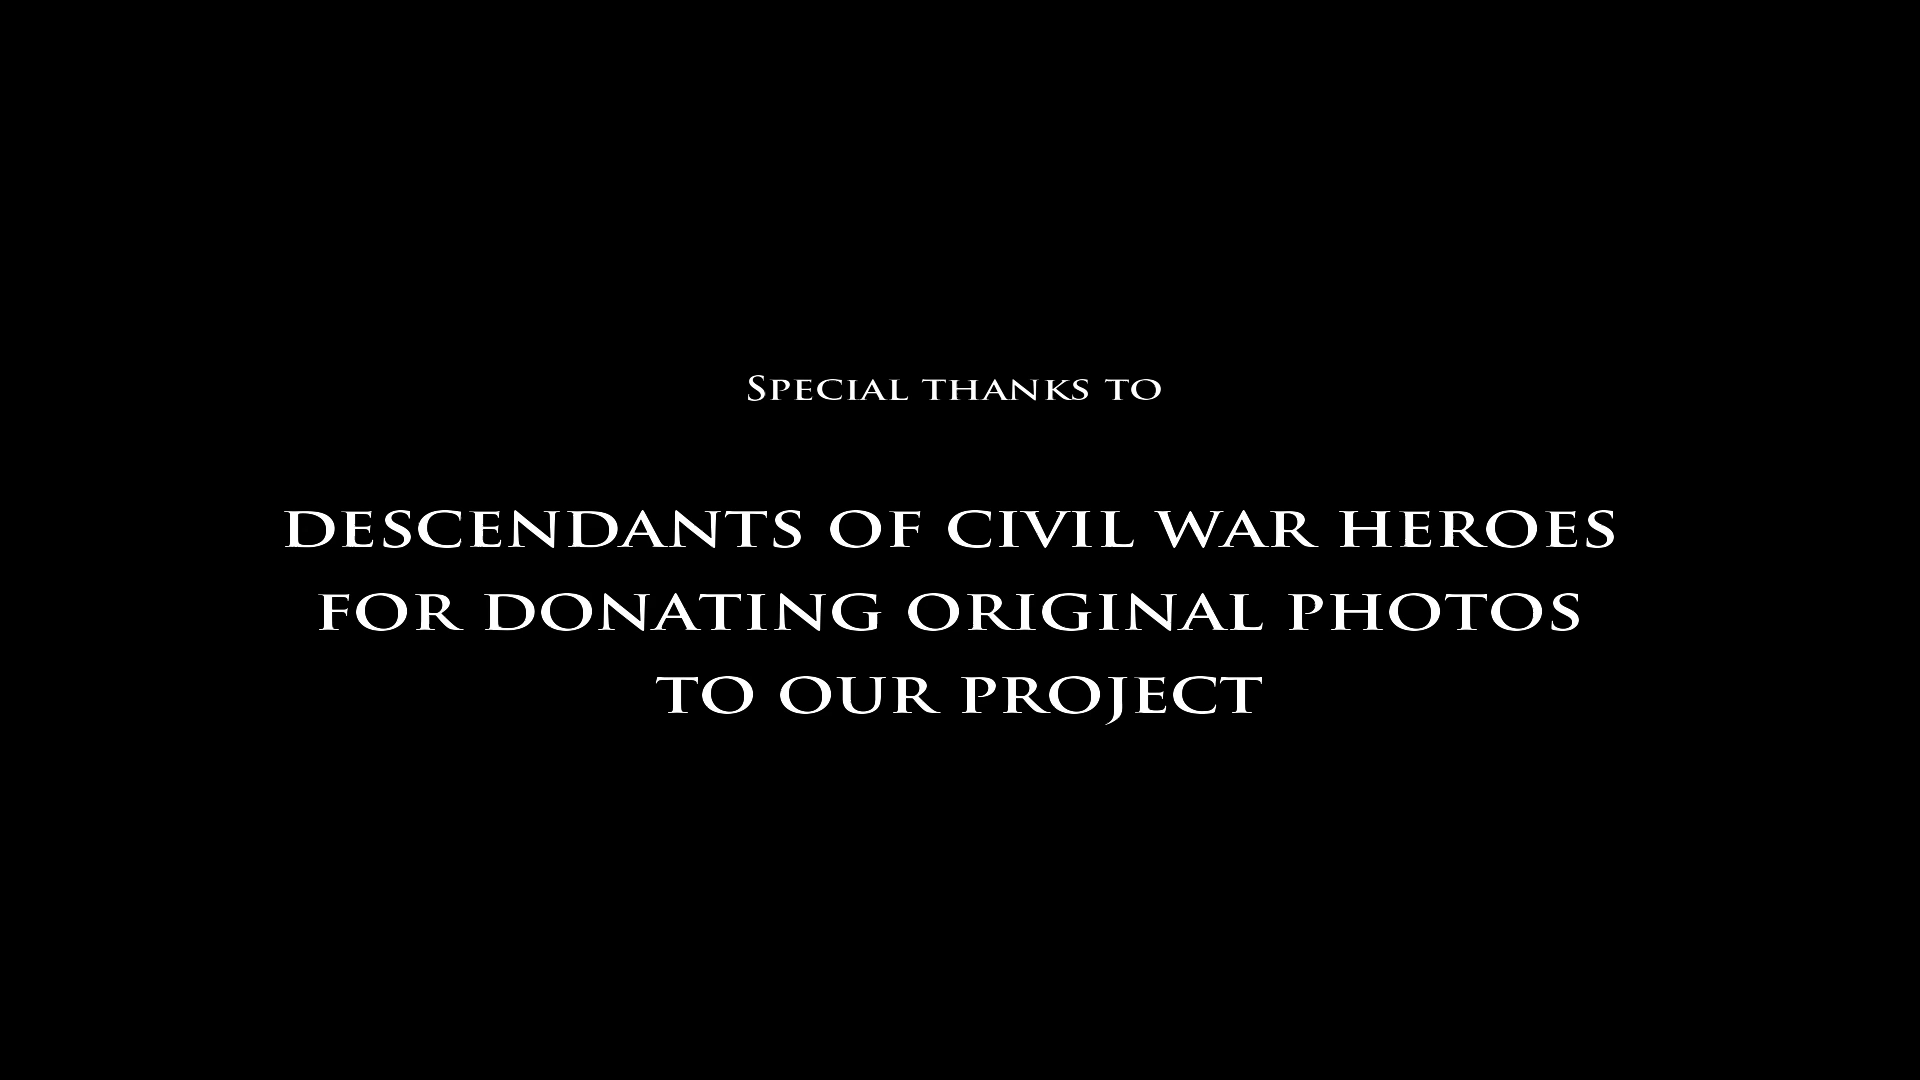 Special thanks to
DESCENDANTS OF CIVIL WAR HEROES
FOR DONATING ORIGINAL PHOTOS
TO OUR PROJECT